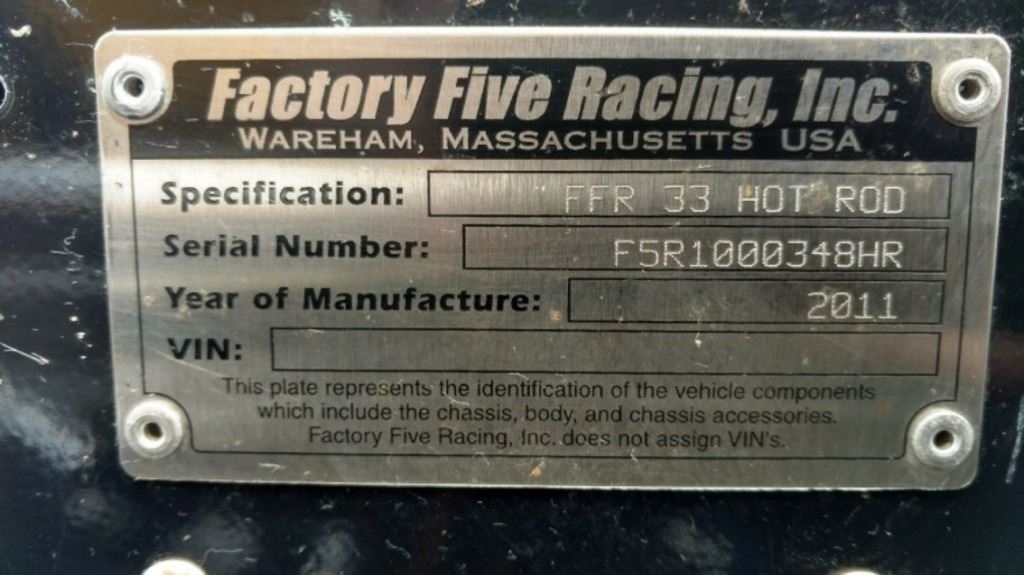 Factory Five Racing, Inc.
WAREHAM, MASSACHUSETTS USA
Specification: FFR 33 HOT ROD
Serial Number: F5R1000348HR
Year of Manufacture: 2011
VIN:
This plate represents the identification of the vehicle components
which include the chassis, body, and chassis accessories.
Factory Five Racing, Inc. does not assign VIN's.